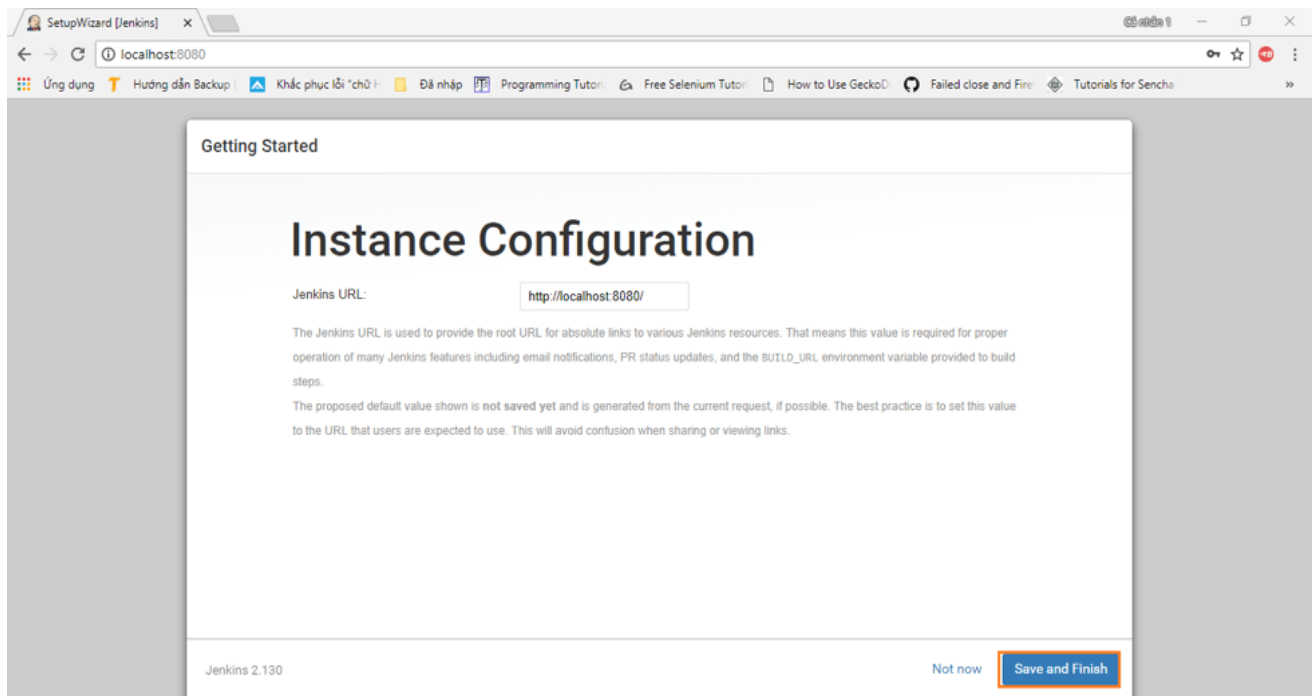 SetupWizard [Jenkins]
Cá nhân 1
localhost:8080
Ứng dụng
Hướng dẫn Backup |
Khắc phục lỗi "chữ H
Đã nhập
Programming Tutori
Free Selenium Tutori
How to Use GeckoD
Failed close and Fire
Tutorials for Sencha
Getting Started
Instance Configuration
Jenkins URL:
http://localhost:8080/
The Jenkins URL is used to provide the root URL for absolute links to various Jenkins resources. That means this value is required for proper
operation of many Jenkins features including email notifications, PR status updates, and the BUILD_URL environment variable provided to build
steps.
The proposed default value shown is not saved yet and is generated from the current request, if possible. The best practice is to set this value
to the URL that users are expected to use. This will avoid confusion when sharing or viewing links.
Jenkins 2.130
Not now
Save and Finish